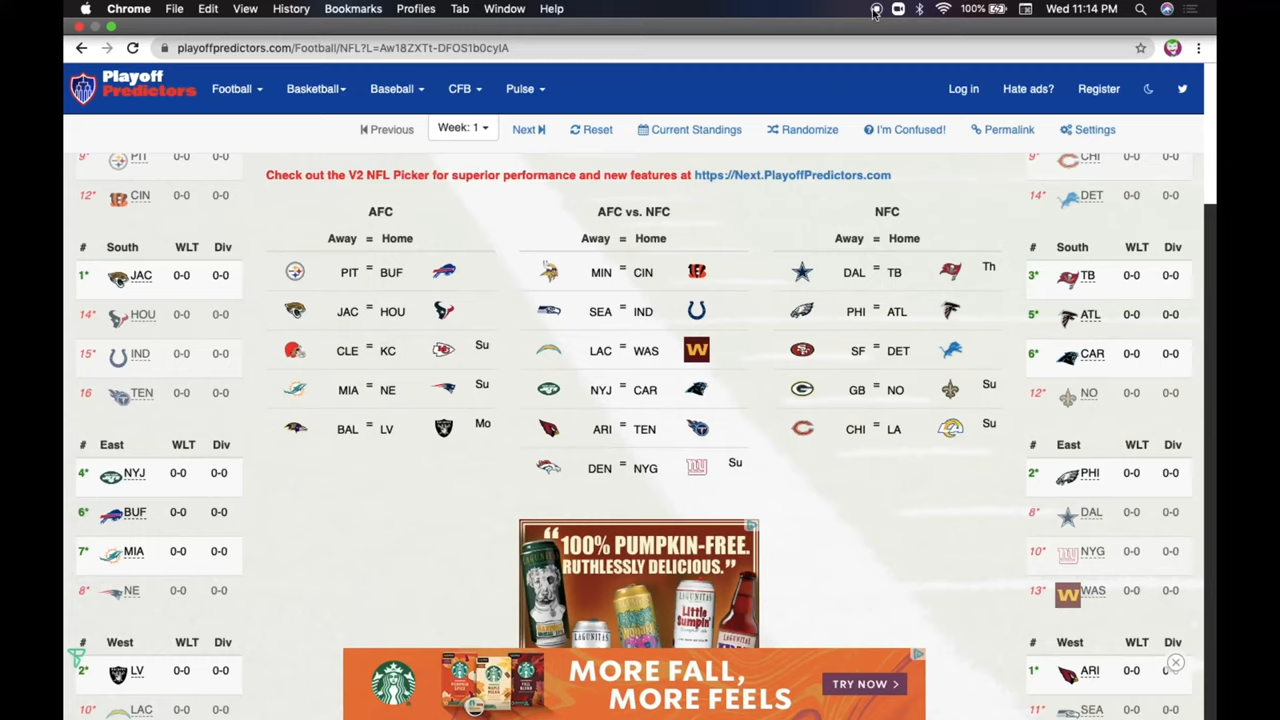 Chrome File Edit View History Bookmarks Profiles Tab Window Help 100% Wed 11:14 PM
playoffpredictors.com/Football/NFL?L=Aw18ZXTt-DFOS1b0cyIA
Playoff Predictors Football Basketball Baseball CFB Pulse Log in Hate ads? Register
Previous Week: 1 Next Reset Current Standings Randomize I'm Confused! Permalink Settings
9* PIT 0-0 0-0
12* CIN 0-0 0-0
# South WLT Div
1* JAC 0-0 0-0
14* HOU 0-0 0-0
15* IND 0-0 0-0
16 TEN 0-0 0-0
# East WLT Div
4* NYJ 0-0 0-0
6* BUF 0-0 0-0
7* MIA 0-0 0-0
8* NE 0-0 0-0
# West WLT Div
2* LV 0-0 0-0
10* LAC 0-0 0-0
Check out the V2 NFL Picker for superior performance and new features at https://Next.PlayoffPredictors.com
AFC
Away = Home
PIT = BUF
JAC = HOU
CLE = KC Su
MIA = NE Su
BAL = LV Mo
AFC vs. NFC
Away = Home
MIN = CIN
SEA = IND
LAC = WAS W
NYJ = CAR
ARI = TEN
DEN = NYG Su
NFC
Away = Home
DAL = TB Th
PHI = ATL
SF = DET
GB = NO Su
CHI = LA Su
9* CHI 0-0 0-0
14* DET 0-0 0-0
# South WLT Div
3* TB 0-0 0-0
5* ATL 0-0 0-0
6* CAR 0-0 0-0
12* NO 0-0 0-0
# East WLT Div
2* PHI 0-0 0-0
8* DAL 0-0 0-0
10* NYG 0-0 0-0
13* W WAS 0-0 0-0
# West WLT Div
1* ARI 0-0 0-0
11* SEA 0-0 0-0
"100% PUMPKIN-FREE.
RUTHLESSLY DELICIOUS."
LAGUNITAS
Little
Sumpin'
MORE FALL,
MORE FEELS
TRY NOW >